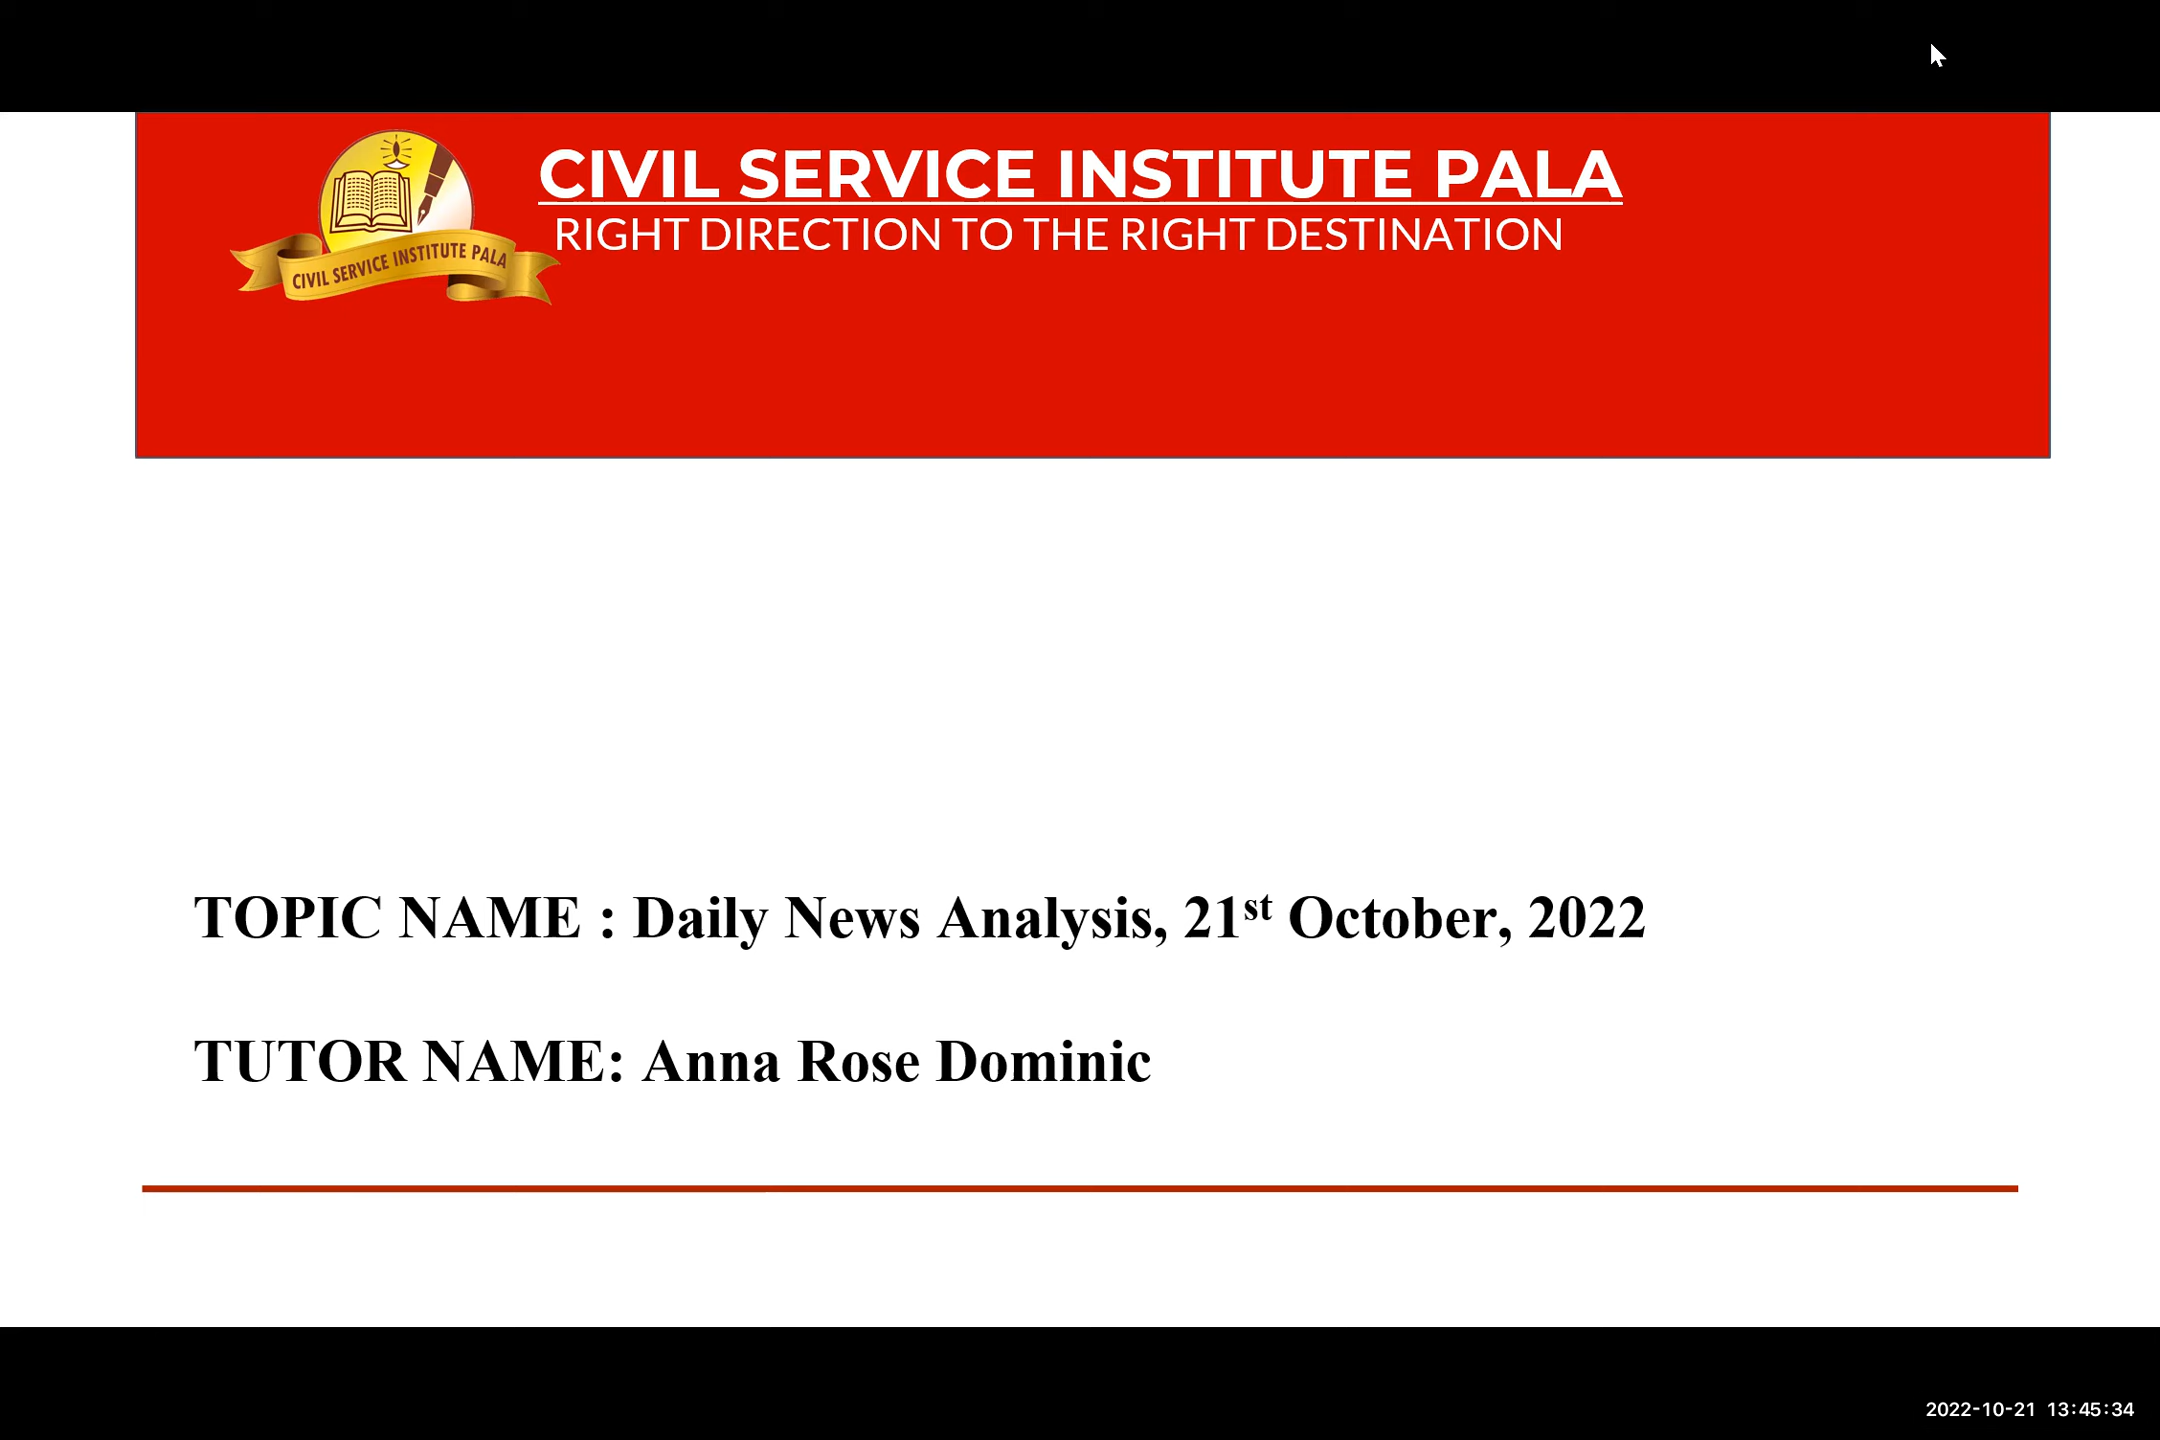 CIVIL SERVICE INSTITUTE PALA
RIGHT DIRECTION TO THE RIGHT DESTINATION
CIVIL SERVICE INSTITUTE PALA
TOPIC NAME : Daily News Analysis, 21st October, 2022
TUTOR NAME: Anna Rose Dominic
2022-10-21 13:45:34